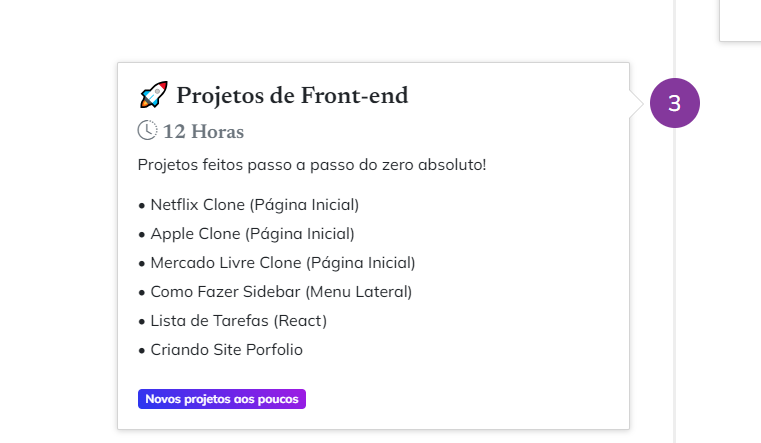 🚀 Projetos de Front-end
12 Horas
Projetos feitos passo a passo do zero absoluto!
• Netflix Clone (Página Inicial)
• Apple Clone (Página Inicial)
• Mercado Livre Clone (Página Inicial)
• Como Fazer Sidebar (Menu Lateral)
• Lista de Tarefas (React)
• Criando Site Porfolio
Novos projetos aos poucos
3